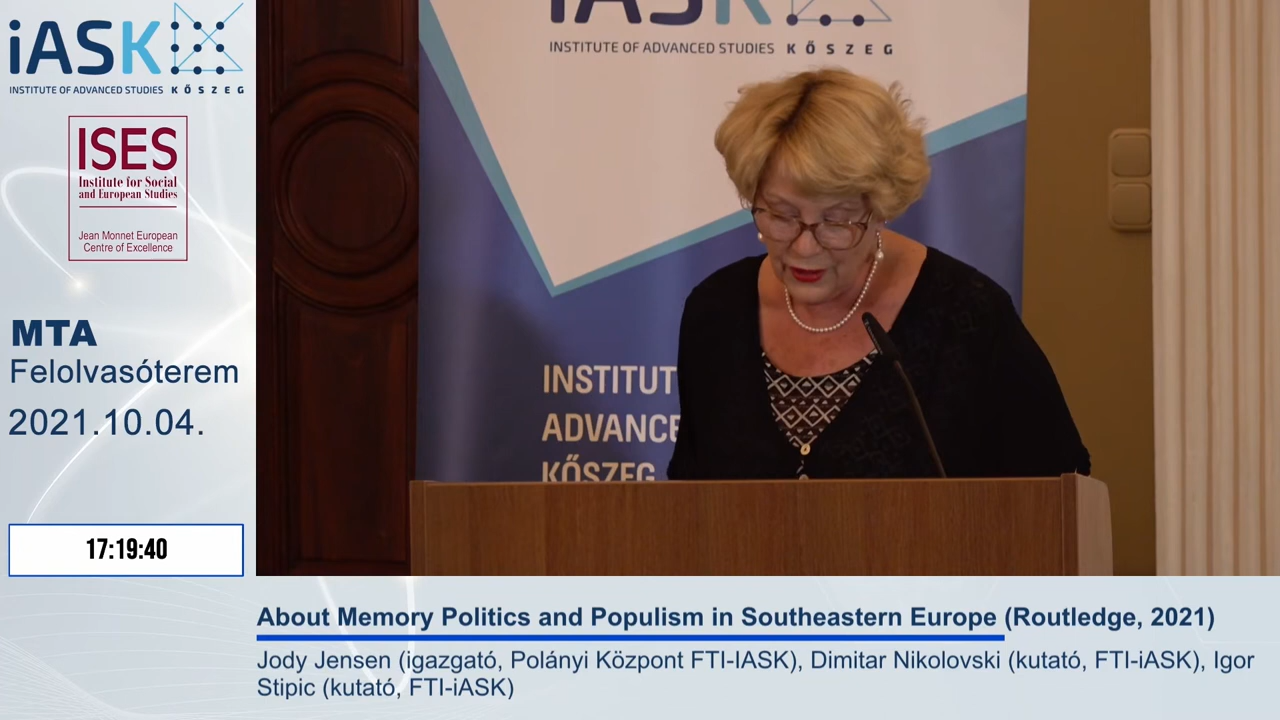 iASK
INSTITUTE OF ADVANCED STUDIES KŐSZEG
ISES
Institute for Social
and European Studies
Jean Monnet European
Centre of Excellence
MTA
Felolvasóterem
2021.10.04.
17:19:40
iASK
INSTITUTE OF ADVANCED STUDIES KŐSZEG
INSTITUT
ADVANCE
KŐSZEG
About Memory Politics and Populism in Southeastern Europe (Routledge, 2021)
Jody Jensen (igazgató, Polányi Központ FTI-IASK), Dimitar Nikolovski (kutató, FTI-iASK), Igor
Stipic (kutató, FTI-iASK)